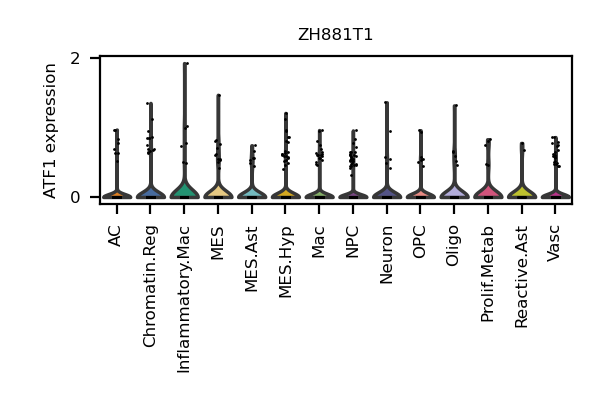 ZH881T1
ATF1 expression
2
0
AC
Chromatin.Reg
Inflammatory.Mac
MES
MES.Ast
MES.Hyp
Mac
NPC
Neuron
OPC
Oligo
Prolif.Metab
Reactive.Ast
Vasc